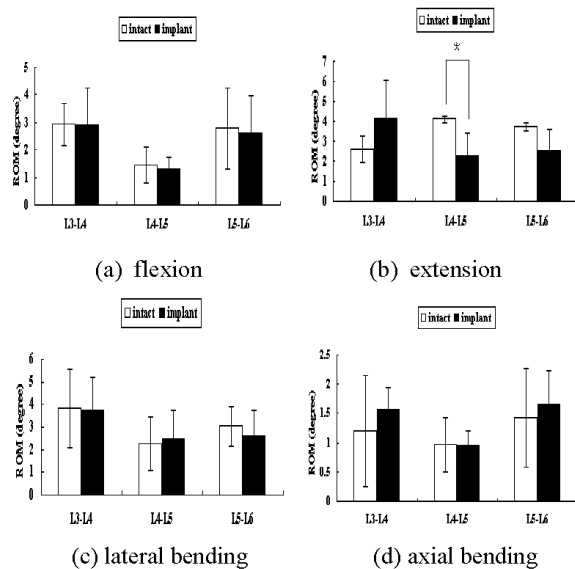 intact implant
intact implant
*
ROM (degree)
5
4
3
2
1
0
L3-L4 L4-L5 L5-L6
ROM (degree)
7
6
5
4
3
2
1
0
L3-L4 L4-L5 L5-L6
(a) flexion
(b) extension
intact implant
intact implant
ROM (degree)
6
5
4
3
2
1
0
L3-L4 L4-L5 L5-L6
ROM (degree)
2.5
2
1.5
1
0.5
0
L3-L4 L4-L5 L5-L6
(c) lateral bending
(d) axial bending